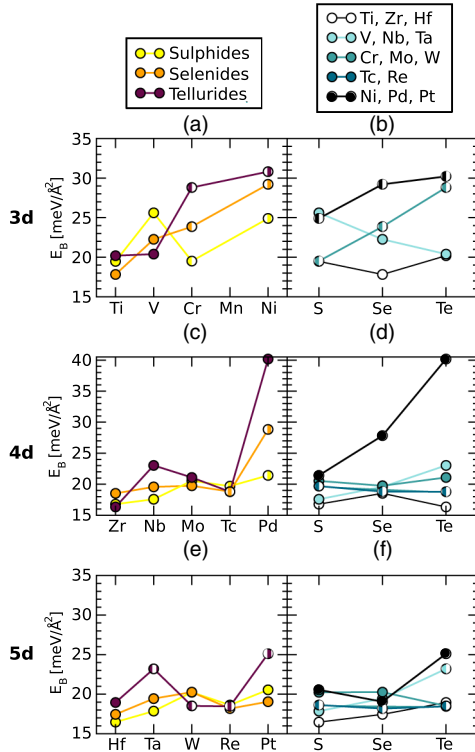 Sulphides
Selenides
Tellurides
Ti, Zr, Hf
V, Nb, Ta
Cr, Mo, W
Tc, Re
Ni, Pd, Pt
(a) (b)
3d
E_B [meV/Å²]
35
30
25
20
15
Ti V Cr Mn Ni S Se Te
(c) (d)
4d
E_B [meV/Å²]
40
35
30
25
20
15
Zr Nb Mo Tc Pd S Se Te
(e) (f)
5d
E_B [meV/Å²]
35
30
25
20
15
Hf Ta W Re Pt S Se Te